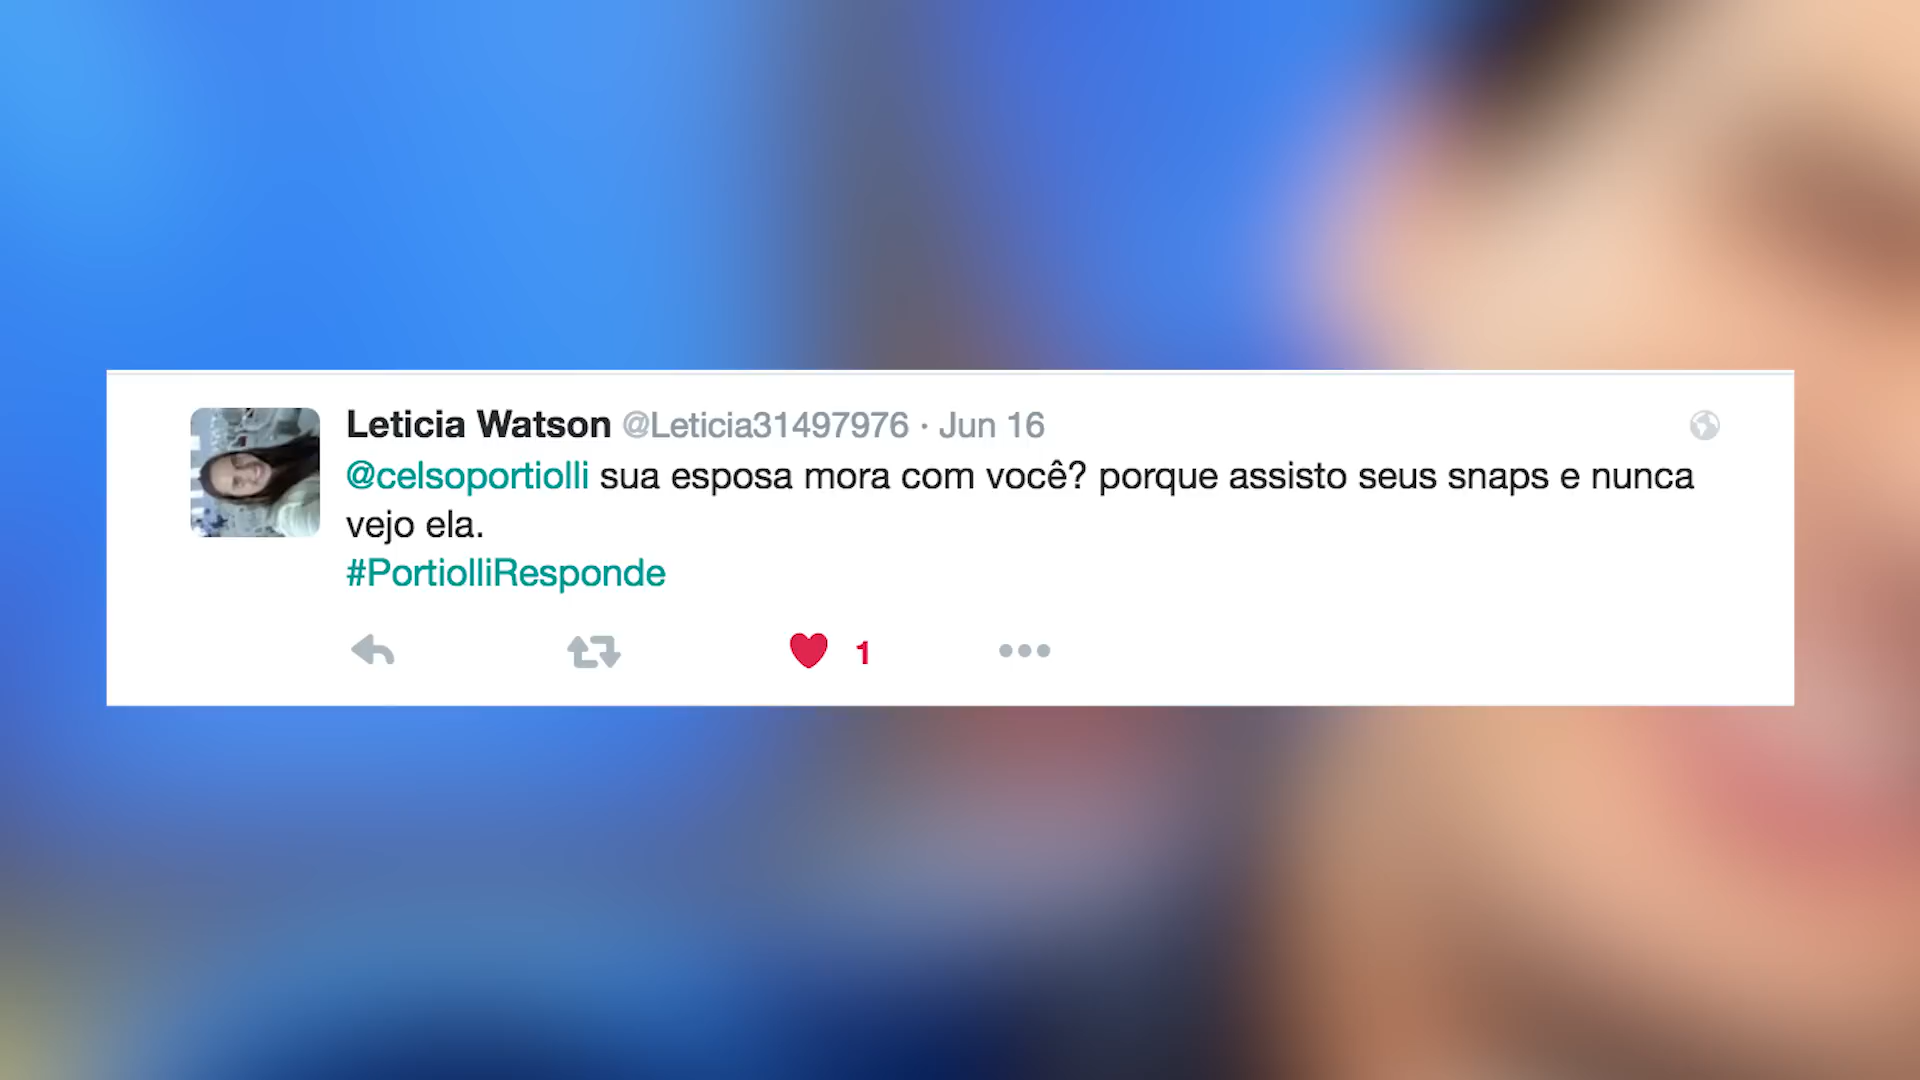 Leticia Watson @Leticia31497976 · Jun 16
@celsoportiolli sua esposa mora com você? porque assisto seus snaps e nunca
vejo ela.
#PortiolliResponde
1